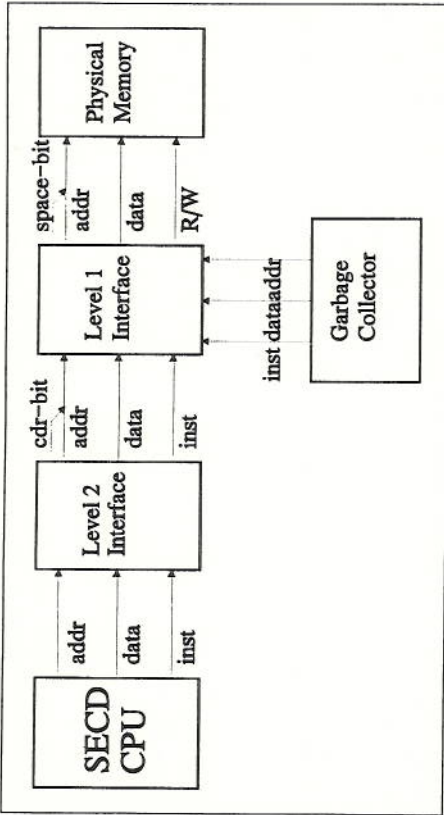 SECD
CPU
addr
data
inst
Level 2
Interface
cdr-bit
addr
data
inst
Level 1
Interface
space-bit
addr
data
R/W
Physical
Memory
inst dataaddr
Garbage
Collector